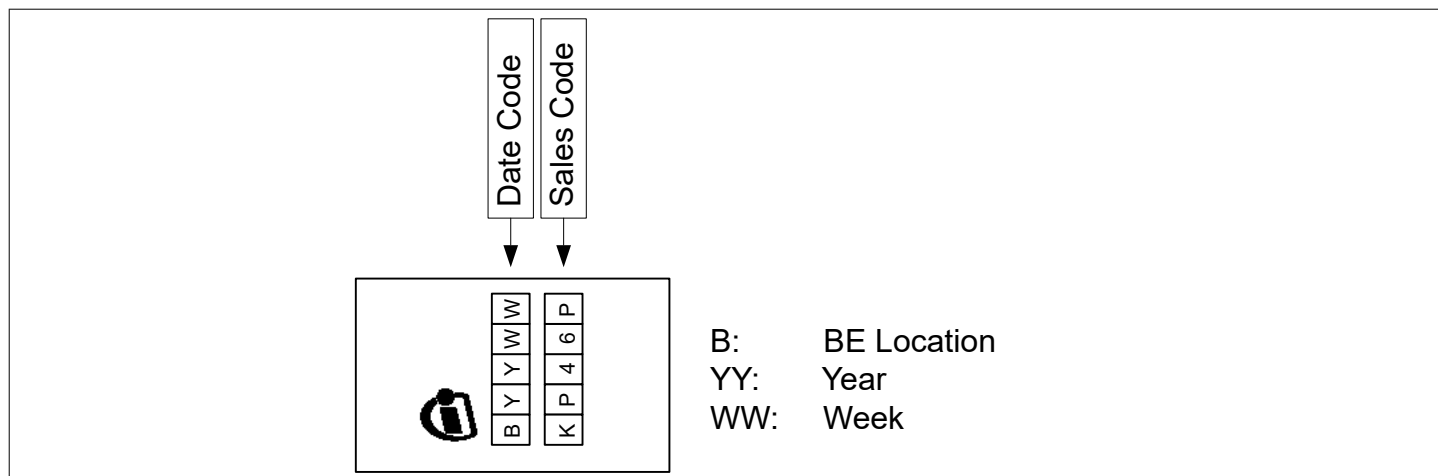 Date Code
Sales Code
BYYWW
KP46P
B: BE Location
YY: Year
WW: Week